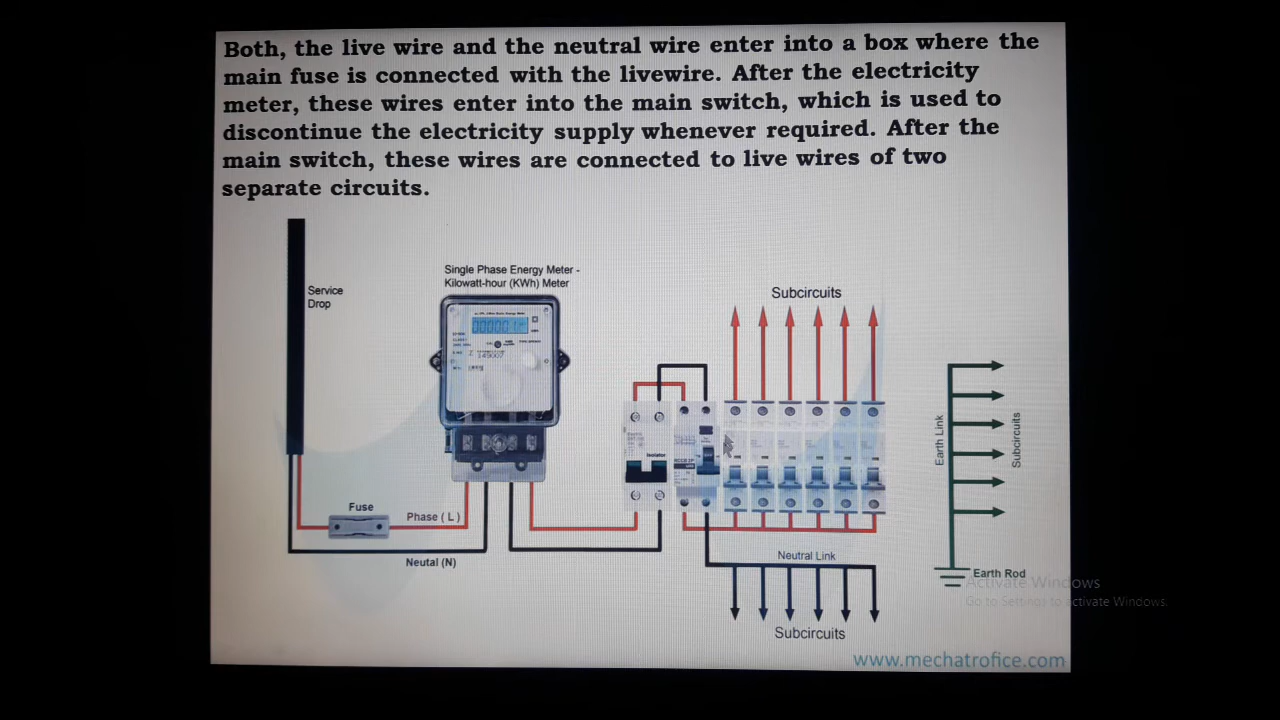 Both, the live wire and the neutral wire enter into a box where the
main fuse is connected with the livewire. After the electricity
meter, these wires enter into the main switch, which is used to
discontinue the electricity supply whenever required. After the
main switch, these wires are connected to live wires of two
separate circuits.
Single Phase Energy Meter -
Kilowatt-hour (KWh) Meter
Service
Drop
Subcircuits
Fuse
Phase ( L )
Neutal (N)
Isolator
Neutral Link
Subcircuits
Earth Link
Subcircuits
Earth Rod
Activate Windows
Go to Settings to activate Windows.
www.mechatrofice.com